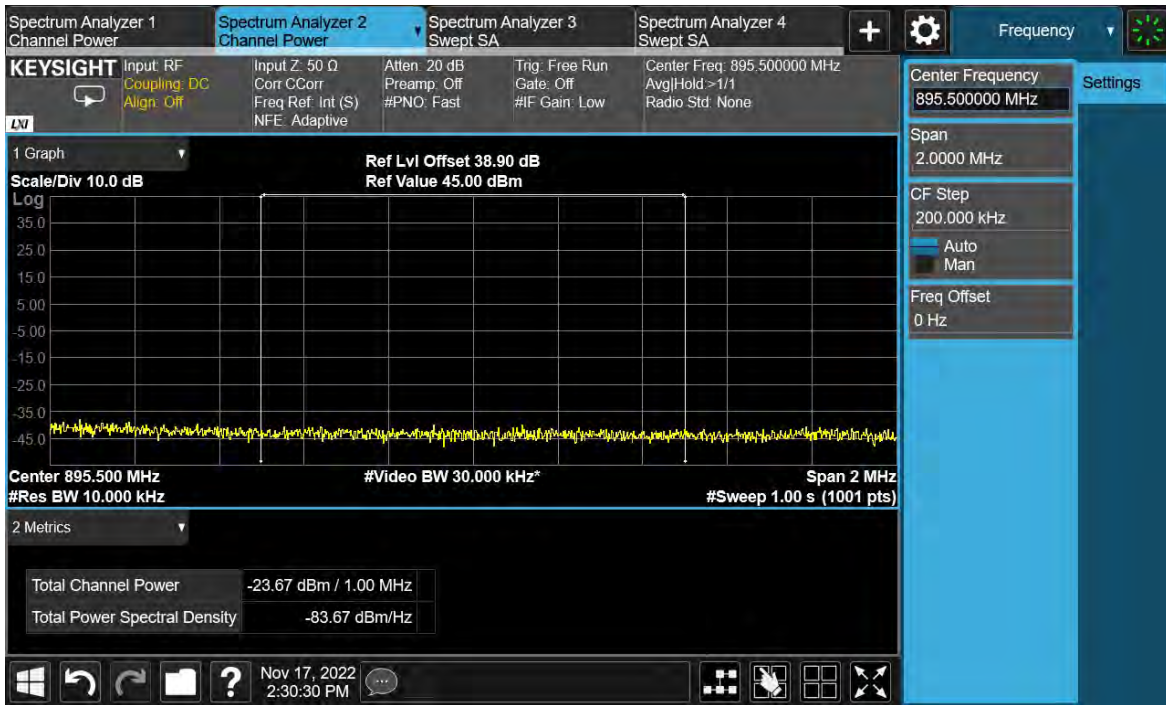 Spectrum Analyzer 1
Channel Power
Spectrum Analyzer 2
Channel Power
Spectrum Analyzer 3
Swept SA
Spectrum Analyzer 4
Swept SA
+
Frequency
KEYSIGHT
LXI
Input: RF
Coupling: DC
Align: Off
Input Z: 50 Ω
Corr CCorr
Freq Ref: Int (S)
NFE: Adaptive
Atten: 20 dB
Preamp: Off
#PNO: Fast
Trig: Free Run
Gate: Off
#IF Gain: Low
Center Freq: 895.500000 MHz
Avg|Hold:>1/1
Radio Std: None
Center Frequency
895.500000 MHz
Settings
Span
2.0000 MHz
CF Step
200.000 kHz
Auto
Man
Freq Offset
0 Hz
1 Graph
Ref Lvl Offset 38.90 dB
Scale/Div 10.0 dB
Ref Value 45.00 dBm
Log
35.0
25.0
15.0
5.00
-5.00
-15.0
-25.0
-35.0
-45.0
Center 895.500 MHz
#Video BW 30.000 kHz*
Span 2 MHz
#Res BW 10.000 kHz
#Sweep 1.00 s (1001 pts)
2 Metrics
Total Channel Power -23.67 dBm / 1.00 MHz
Total Power Spectral Density -83.67 dBm/Hz
?
Nov 17, 2022
2:30:30 PM